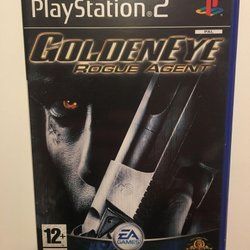 PlayStation 2
PAL
GOLDENEYE
ROGUE AGENT
12+
EA
GAMES